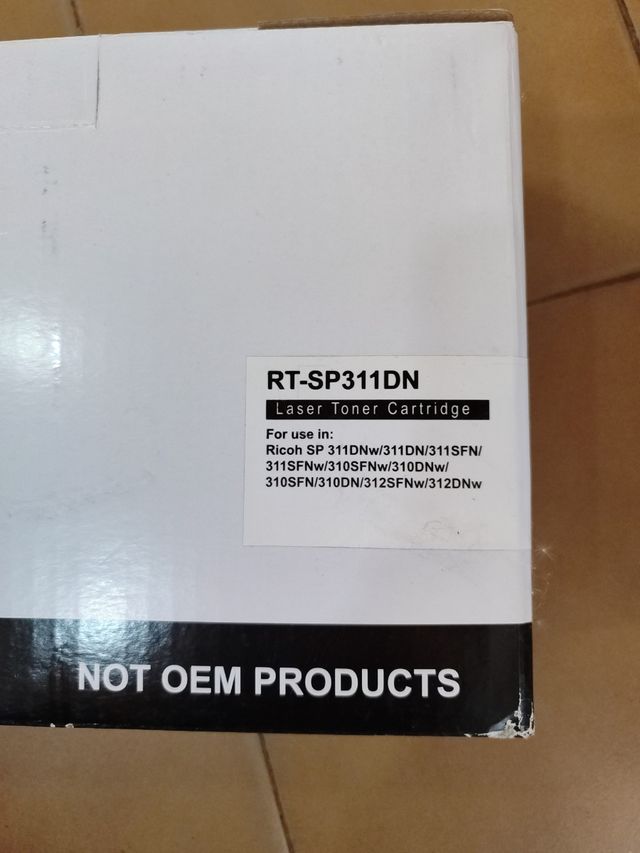 RT-SP311DN
Laser Toner Cartridge
For use in:
Ricoh SP 311DNw/311DN/311SFN/
311SFNw/310SFNw/310DNw/
310SFN/310DN/312SFNw/312DNw
NOT OEM PRODUCTS